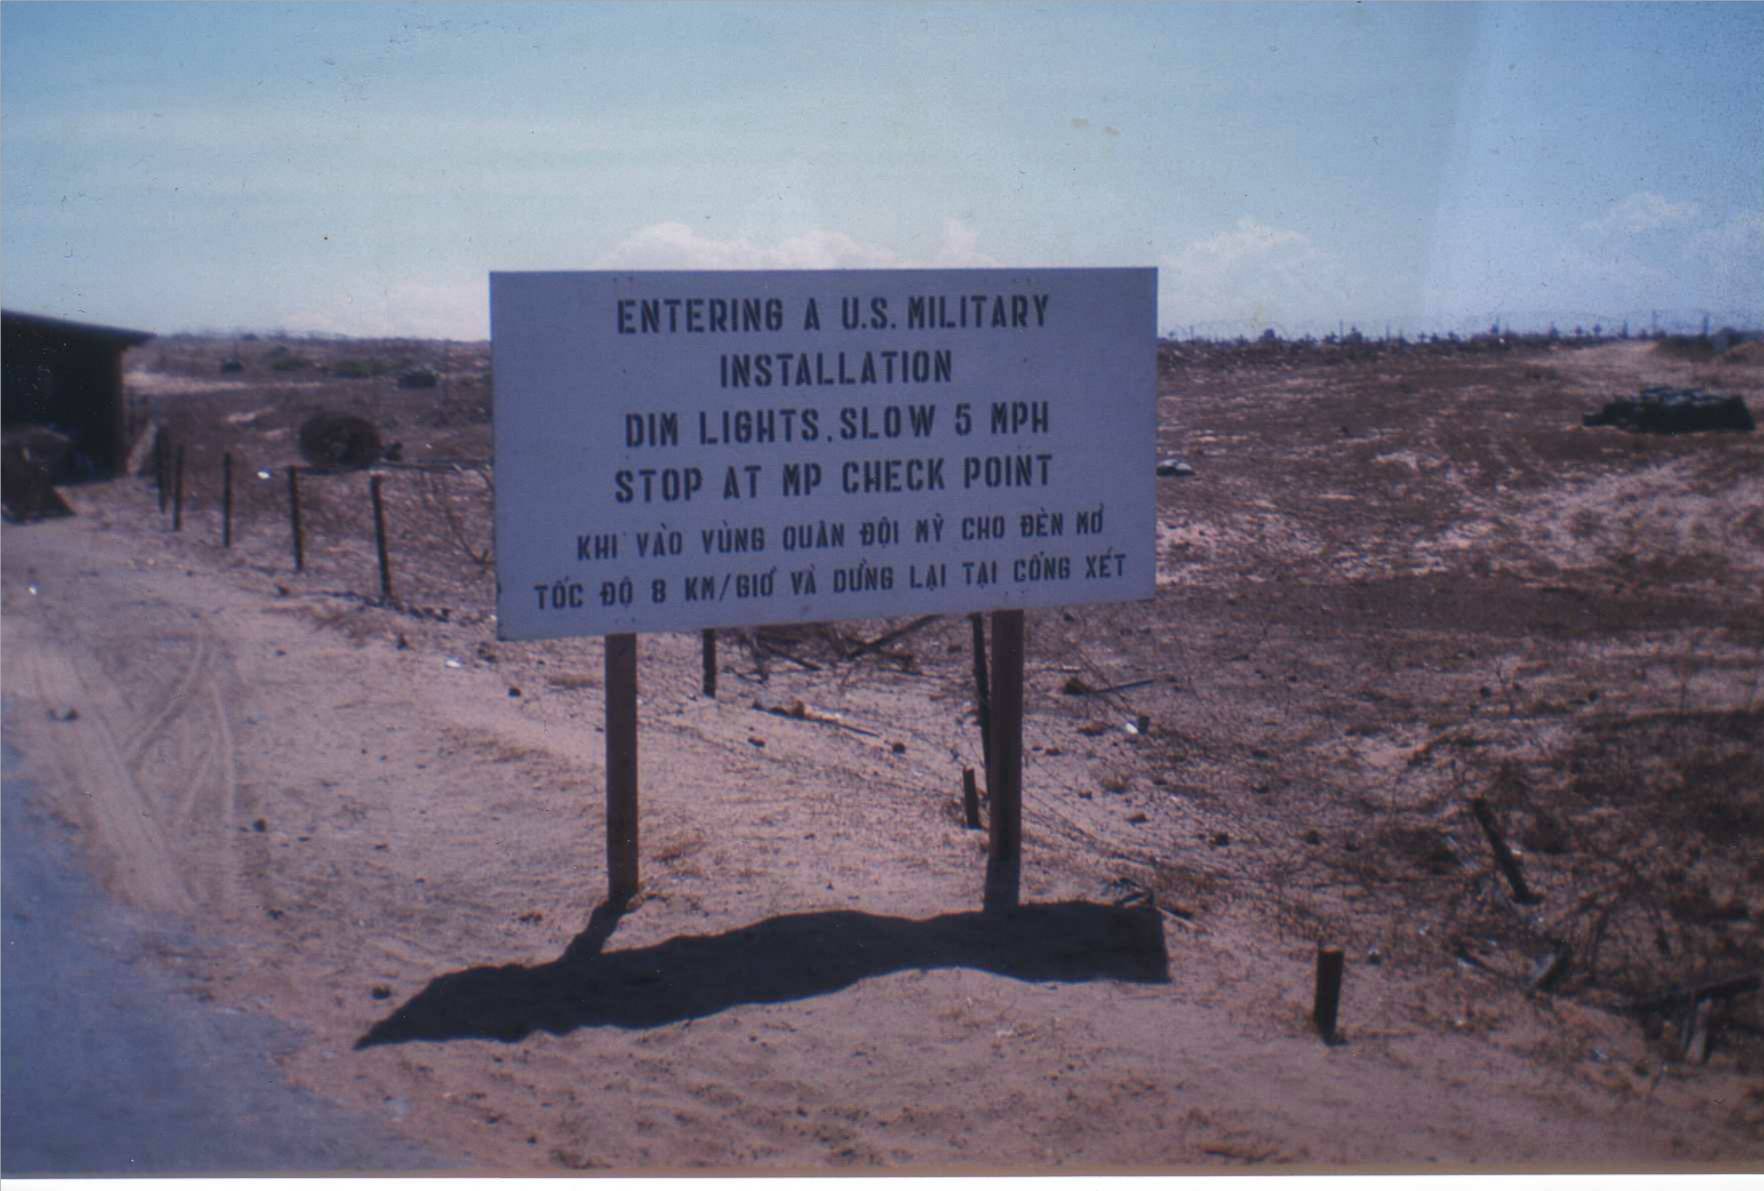 ENTERING A U.S. MILITARY
INSTALLATION
DIM LIGHTS. SLOW 5 MPH
STOP AT MP CHECK POINT
KHI VÀO VÙNG QUÂN ĐỘI MỸ CHO ĐÈN MỜ
TỐC ĐỘ 8 KM/GIỜ VÀ DỪNG LẠI TẠI CỔNG XÉT